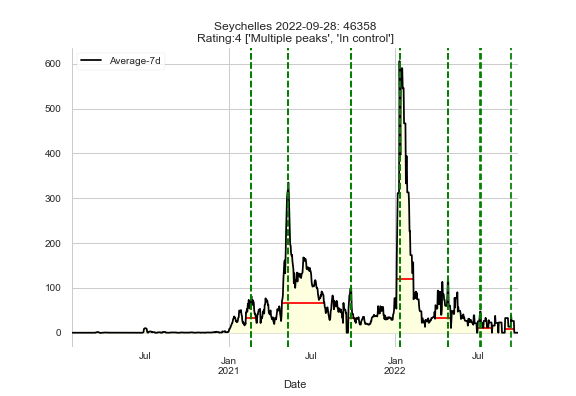 Seychelles 2022-09-28: 46358
Rating:4 ['Multiple peaks', 'In control']
Average-7d
600
500
400
300
200
100
0
Jul
Jan
2021
Jul
Jan
2022
Jul
Date